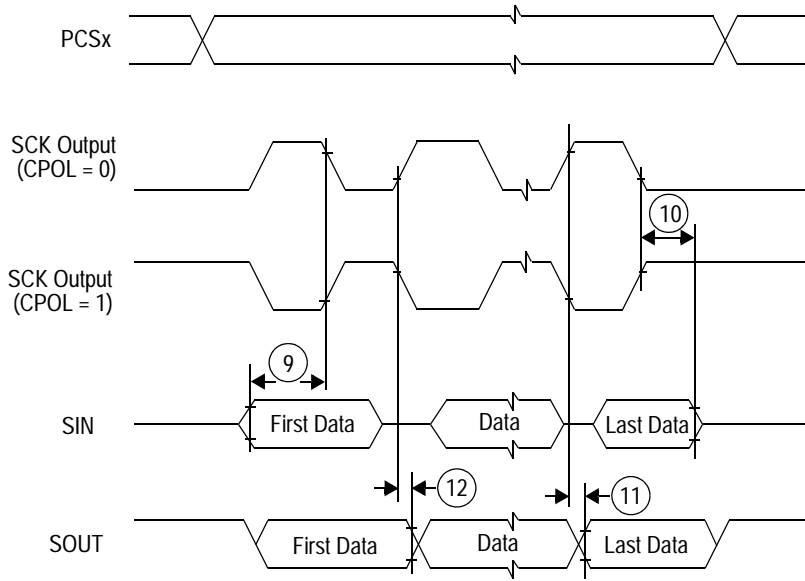 PCSx
SCK Output
(CPOL = 0)
10
SCK Output
(CPOL = 1)
9
SIN
First Data
Data
Last Data
12
11
SOUT
First Data
Data
Last Data